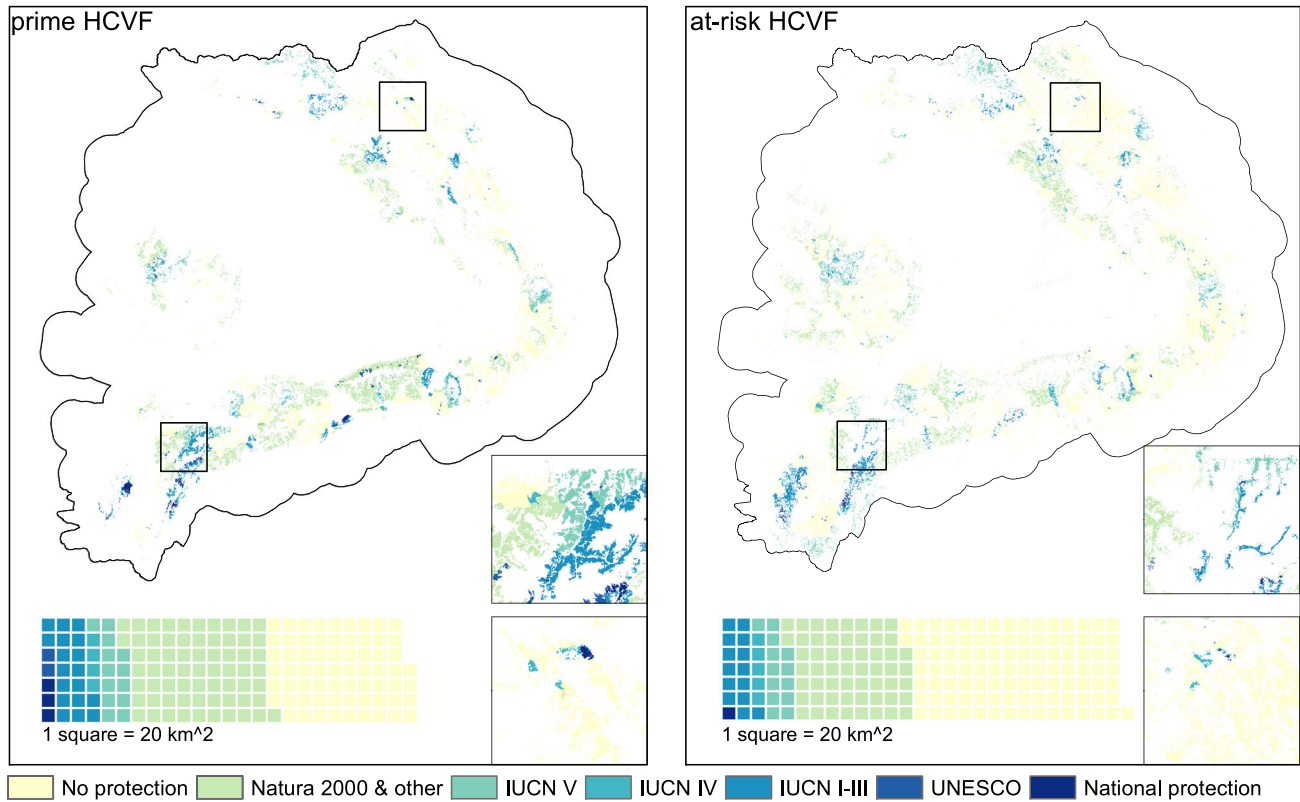 prime HCVF
at-risk HCVF
1 square = 20 km^2
1 square = 20 km^2
No protection
Natura 2000 & other
IUCN V
IUCN IV
IUCN I-III
UNESCO
National protection